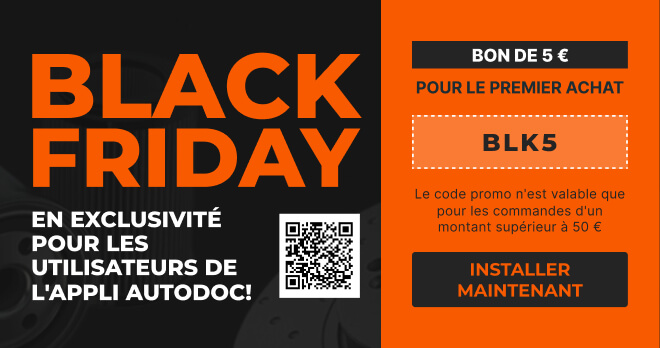 BLACK
FRIDAY
EN EXCLUSIVITÉ
POUR LES
UTILISATEURS DE
L'APPLI AUTODOC!
BON DE 5 €
POUR LE PREMIER ACHAT
BLK5
Le code promo n'est valable que
pour les commandes d'un
montant supérieur à 50 €
INSTALLER
MAINTENANT